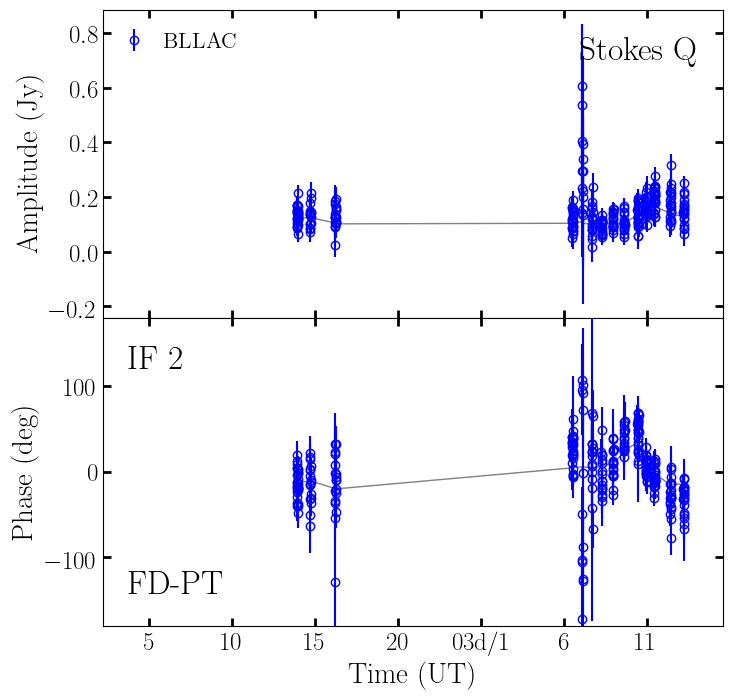 BLLAC
Stokes Q
0.8
0.6
0.4
0.2
0.0
−0.2
Amplitude (Jy)
IF 2
100
0
−100
Phase (deg)
FD-PT
5 10 15 20 03d/1 6 11
Time (UT)